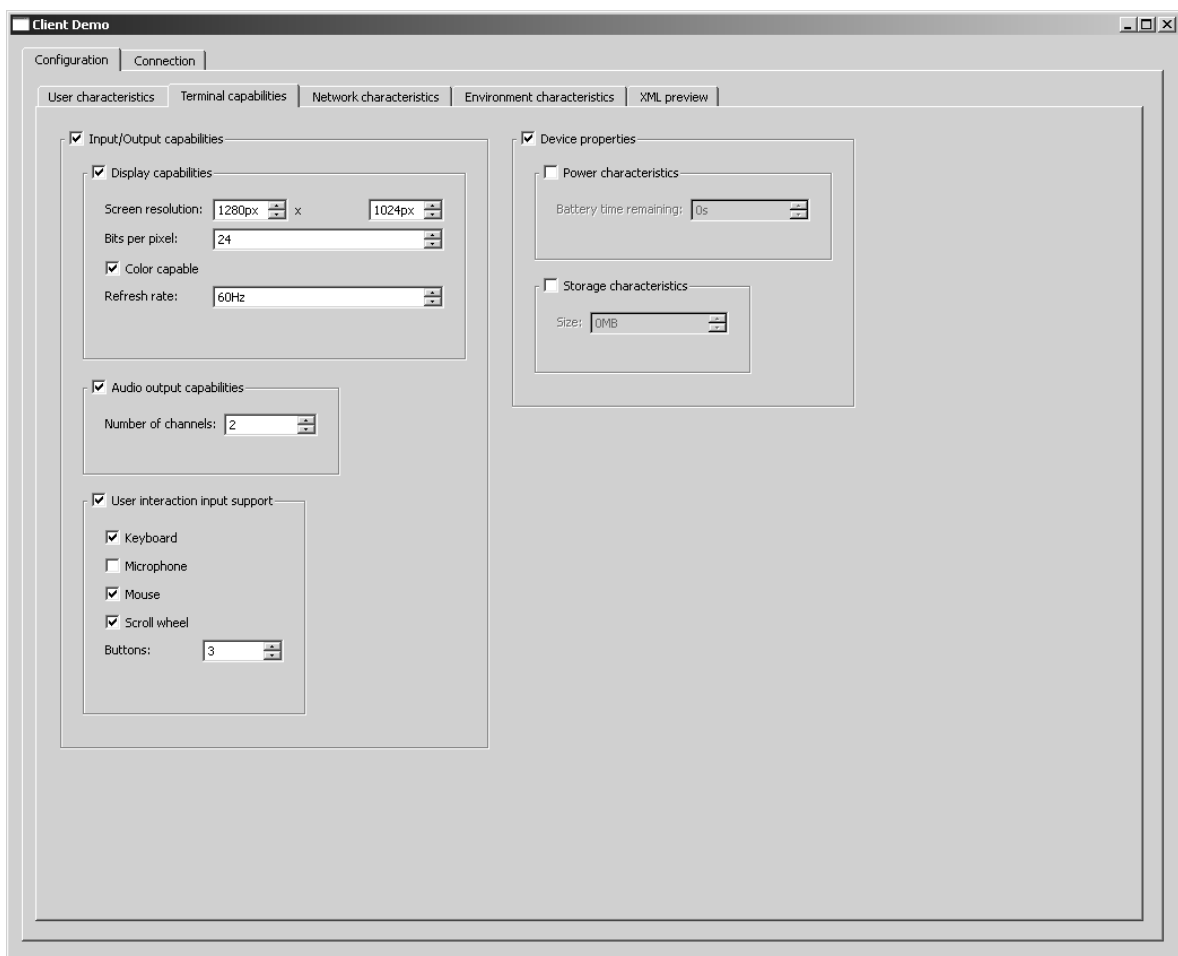 Client Demo
Configuration Connection
User characteristics Terminal capabilities Network characteristics Environment characteristics XML preview
Input/Output capabilities
Display capabilities
Screen resolution: 1280px x 1024px
Bits per pixel: 24
Color capable
Refresh rate: 60Hz
Audio output capabilities
Number of channels: 2
User interaction input support
Keyboard
Microphone
Mouse
Scroll wheel
Buttons: 3
Device properties
Power characteristics
Battery time remaining: 0s
Storage characteristics
Size: 0MB